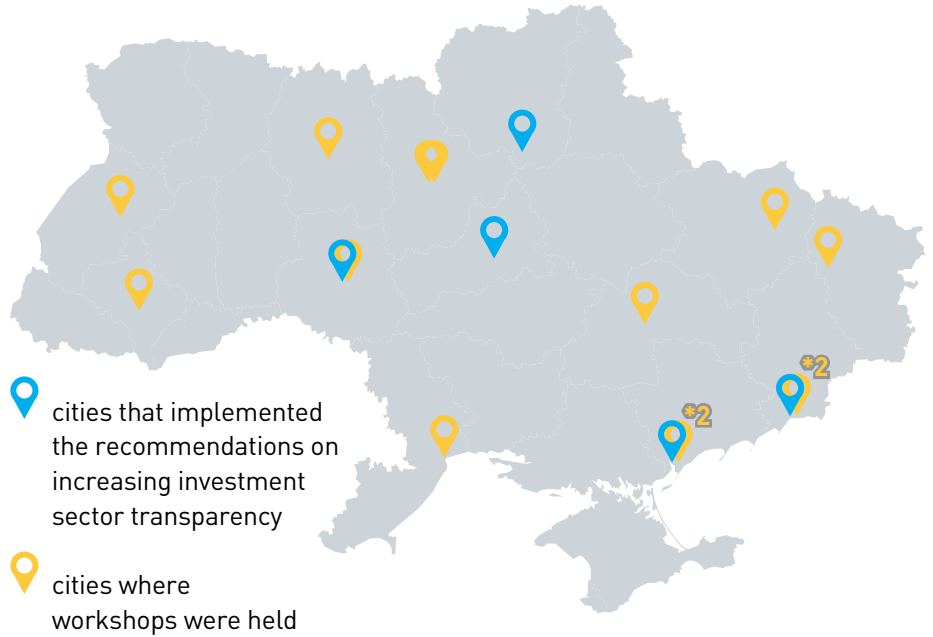 *2
*2
cities that implemented
the recommendations on
increasing investment
sector transparency
cities where
workshops were held